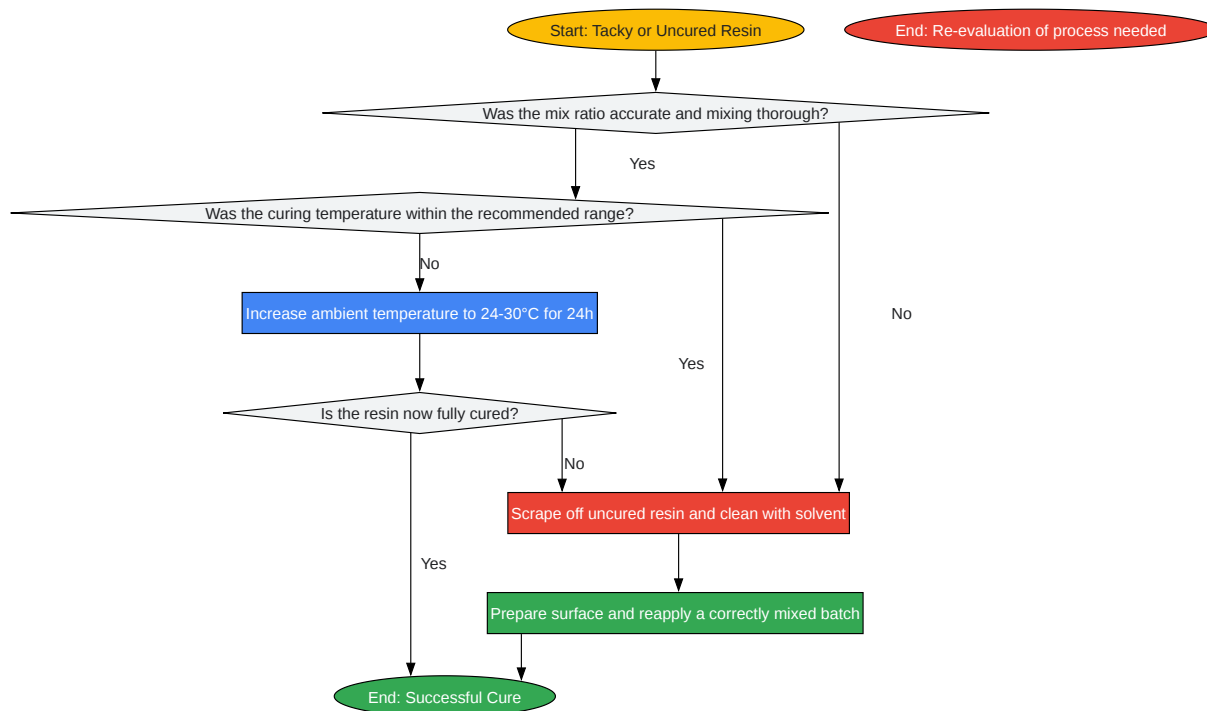 Start: Tacky or Uncured Resin
End: Re-evaluation of process needed
Was the mix ratio accurate and mixing thorough?
Yes
Was the curing temperature within the recommended range?
No
Increase ambient temperature to 24-30°C for 24h
No
Yes
Is the resin now fully cured?
No
Scrape off uncured resin and clean with solvent
Yes
Prepare surface and reapply a correctly mixed batch
End: Successful Cure